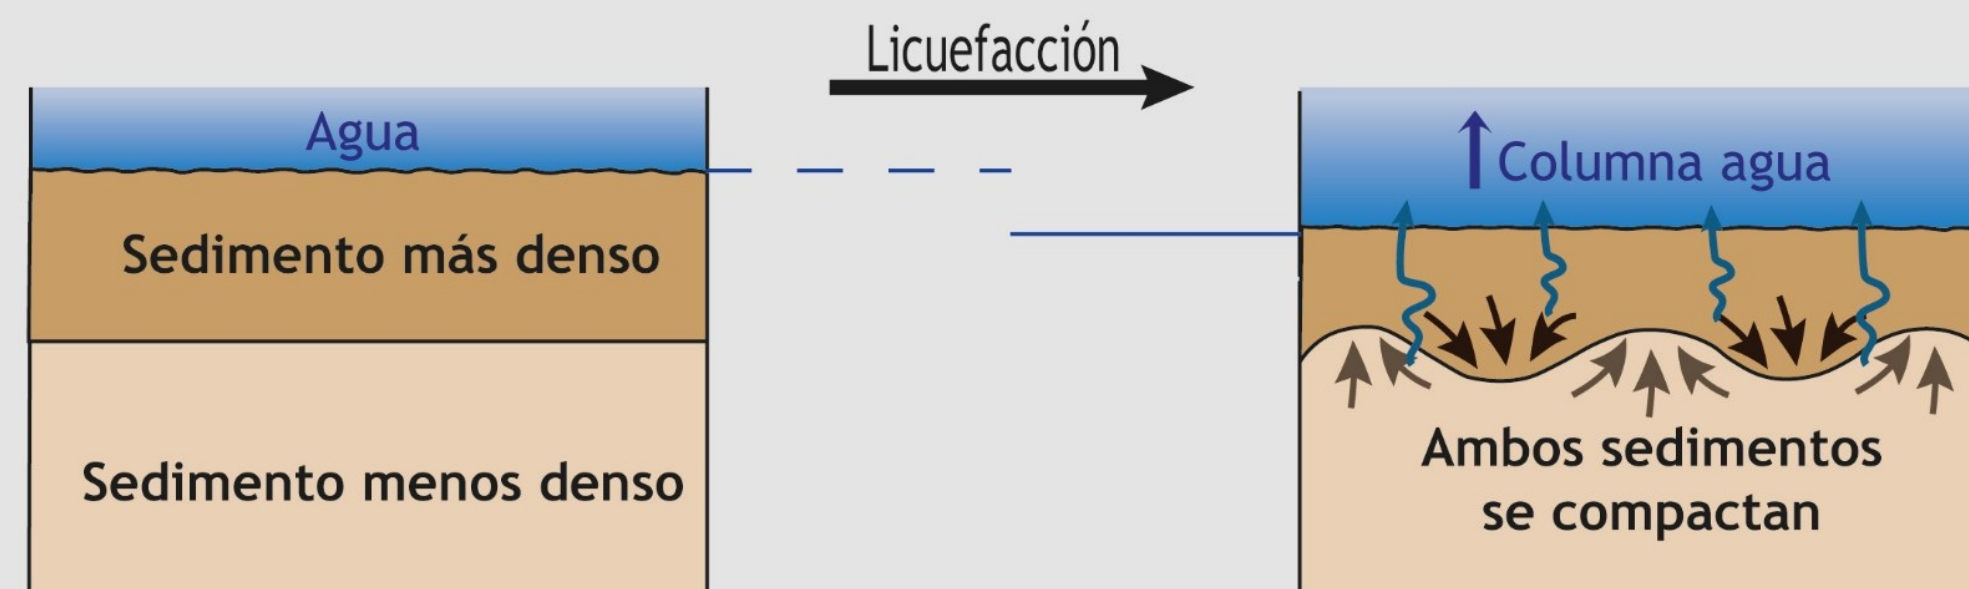 Licuefacción
Agua
Sedimento más denso
Sedimento menos denso
Columna agua
Ambos sedimentos
se compactan